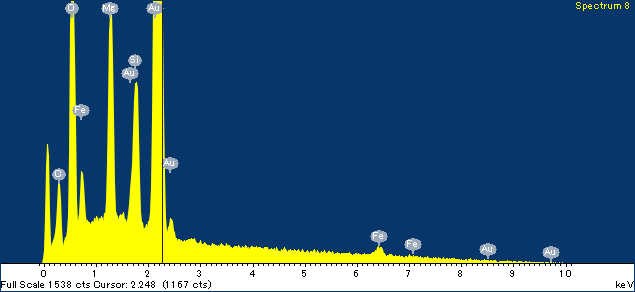 Spectrum 8
O Mg Au
Si
Au
Fe
Au
O
Fe
Fe
Au
Au
0 1 2 3 4 5 6 7 8 9 10
Full Scale 1538 cts Cursor: 2.248 (1167 cts) keV